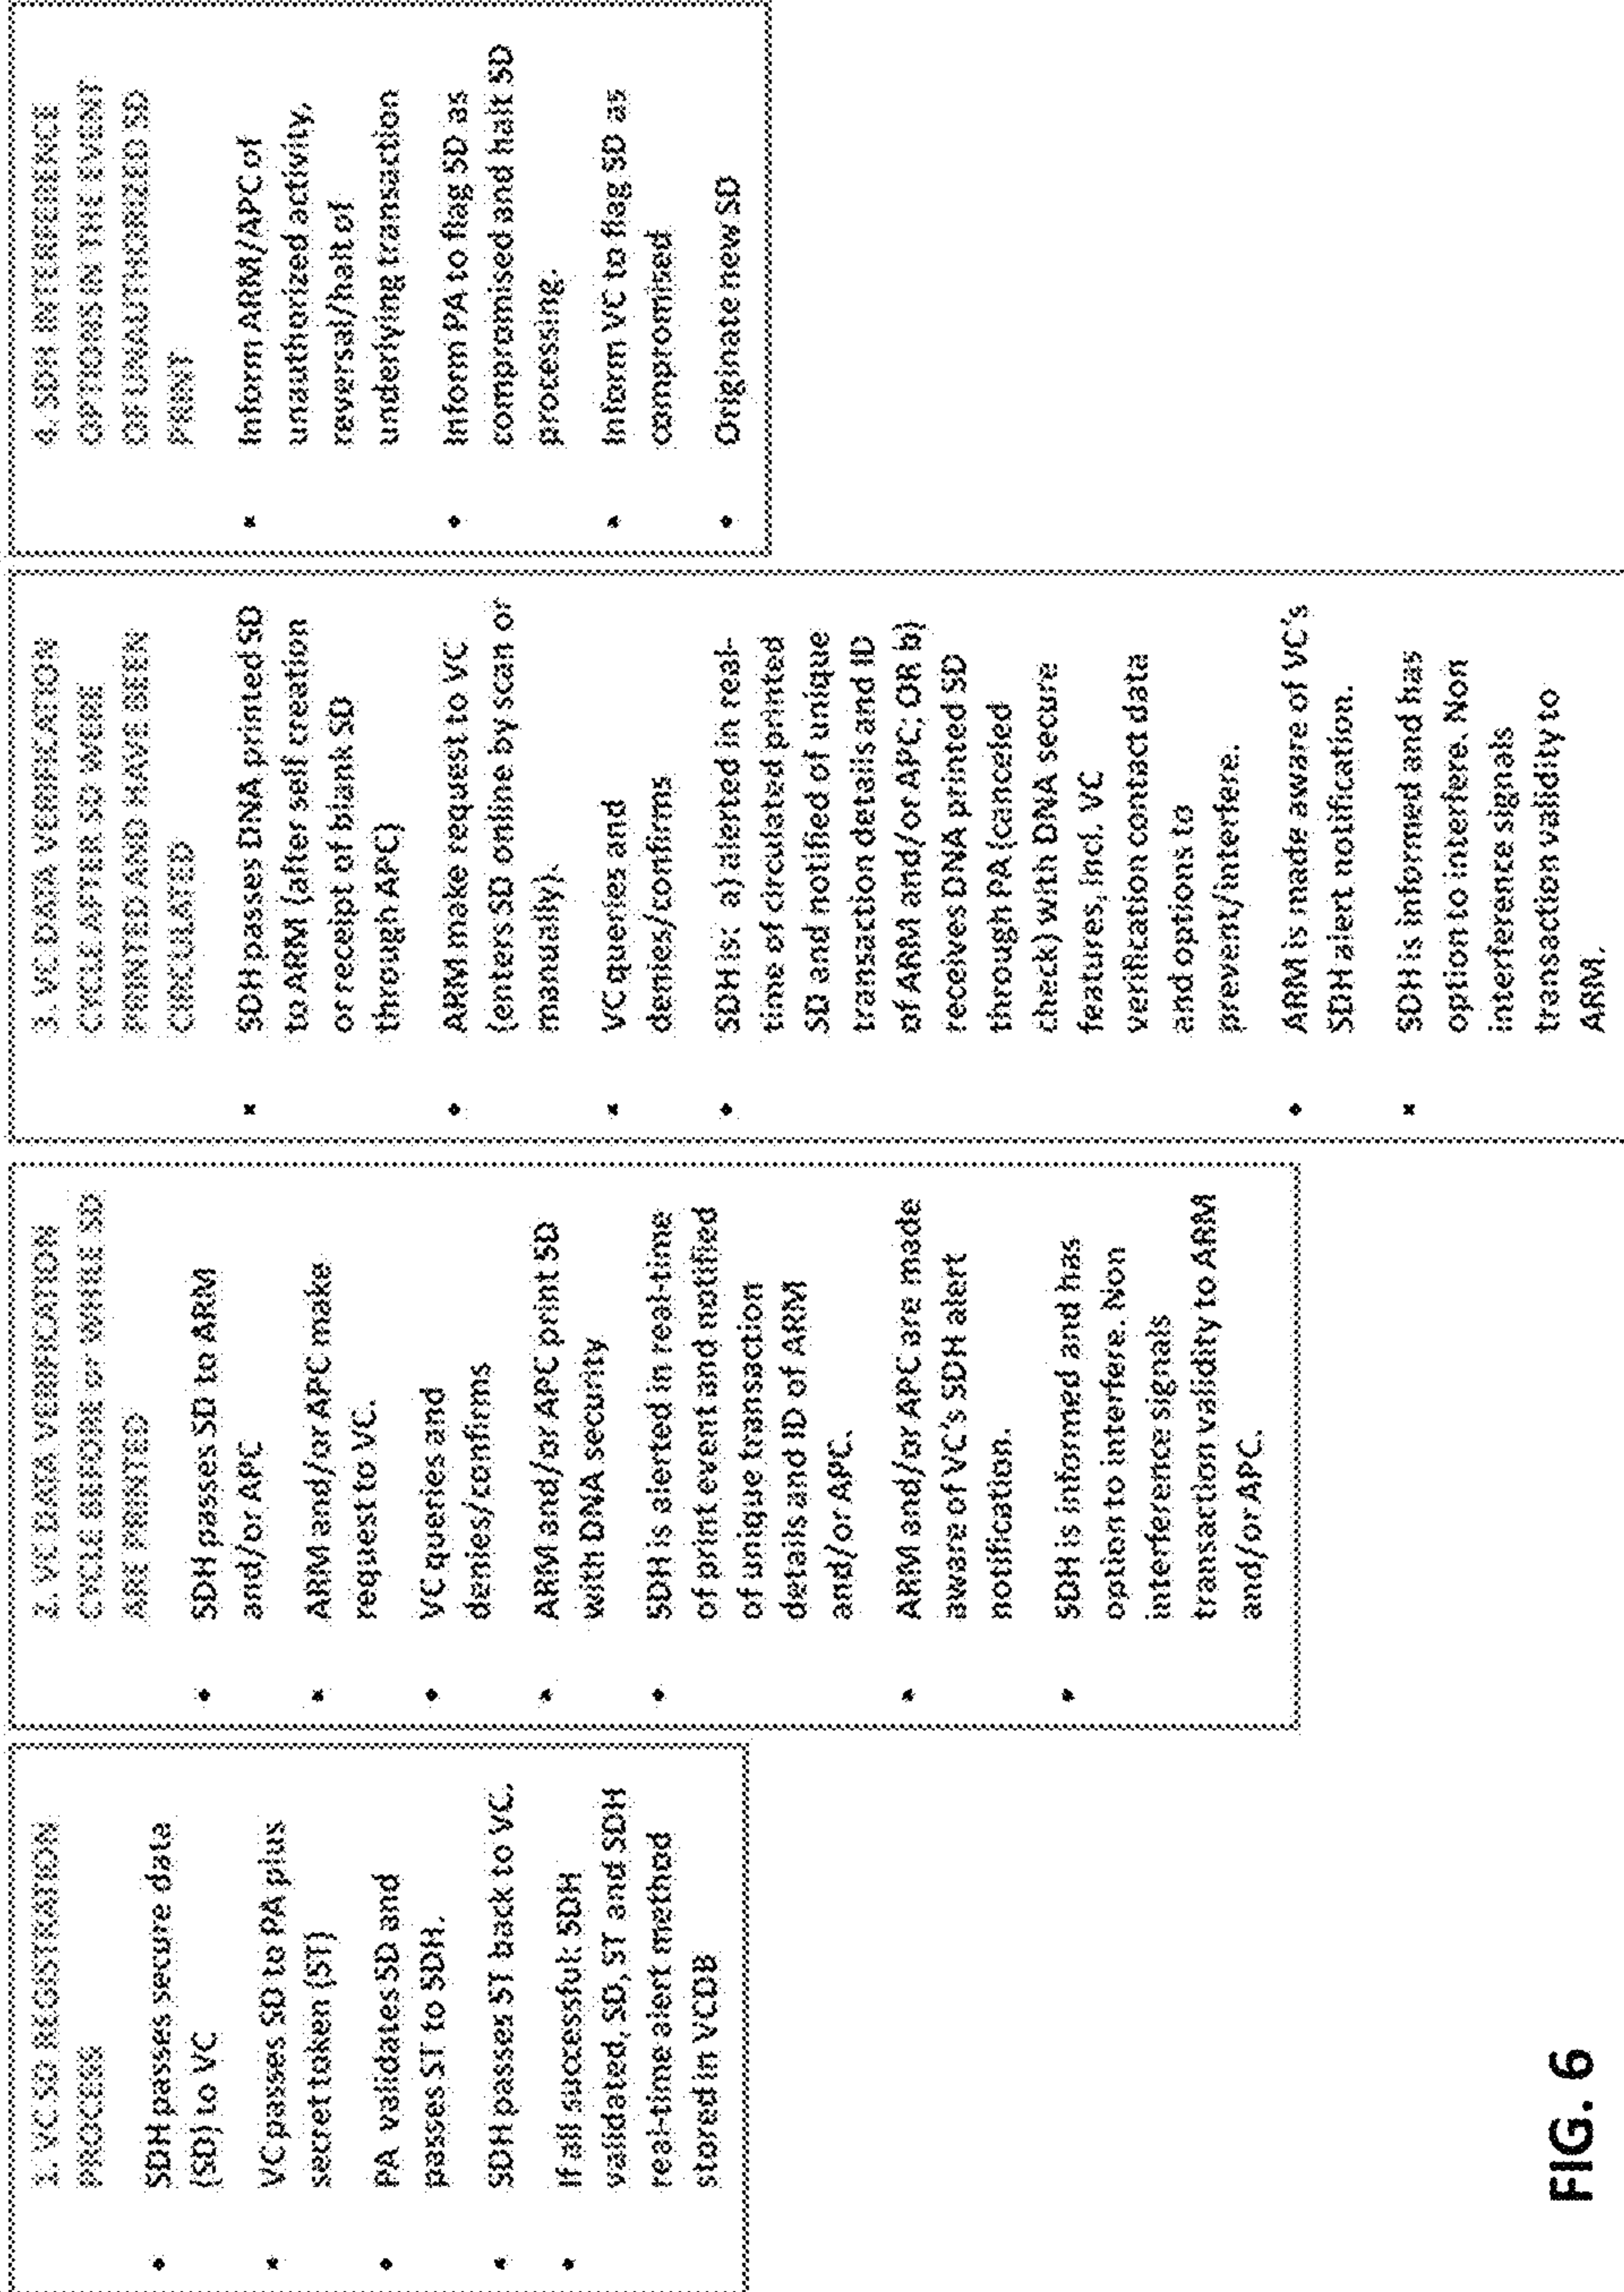 1. VC SD REGISTRATION
PROCESS
SDH passes secure data
(SD) to VC
VC passes SD to PA plus
secret token (ST)
PA validates SD and
passes ST to SDH.
SDH passes ST back to VC.
If all successful: SDH
validated, SD, ST and SDH
real-time alert method
stored in VCDB
2. VC DATA VERIFICATION
CYCLE BEFORE or WHILE SD
ARE PRINTED
SDH passes SD to ARM
and/or APC
ARM and/or APC make
request to VC.
VC queries and
denies/confirms
ARM and/or APC print SD
with DNA security
SDH is alerted in real-time
of print event and notified
of unique transaction
details and ID of ARM
and/or APC.
ARM and/or APC are made
aware of VC's SDH alert
notification.
SDH is informed and has
option to interfere. Non
interference signals
transaction validity to ARM
and/or APC.
3. VC DATA VERIFICATION
CYCLE AFTER SD WERE
PRINTED AND HAVE BEEN
CIRCULATED
SDH passes DNA printed SD
to ARM (after self creation
or receipt of blank SD
through APC)
ARM make request to VC
(enters SD online by scan or
manually).
VC queries and
denies/confirms
SDH is: a) alerted in real-
time of circulated printed
SD and notified of unique
transaction details and ID
of ARM and/or APC; OR b)
receives DNA printed SD
through PA (canceled
check) with DNA secure
features, incl. VC
verification contact data
and options to
prevent/interfere.
ARM is made aware of VC's
SDH alert notification.
SDH is informed and has
option to interfere. Non
interference signals
transaction validity to
ARM.
4. SDH INTERFERENCE
OPTIONS IN THE EVENT
OF UNAUTHORIZED SD
PRINT
Inform ARM/APC of
unauthorized activity,
reversal/halt of
underlying transaction
Inform PA to flag SD as
compromised and halt SD
processing.
Inform VC to flag SD as
compromised
Originate new SD
FIG. 6